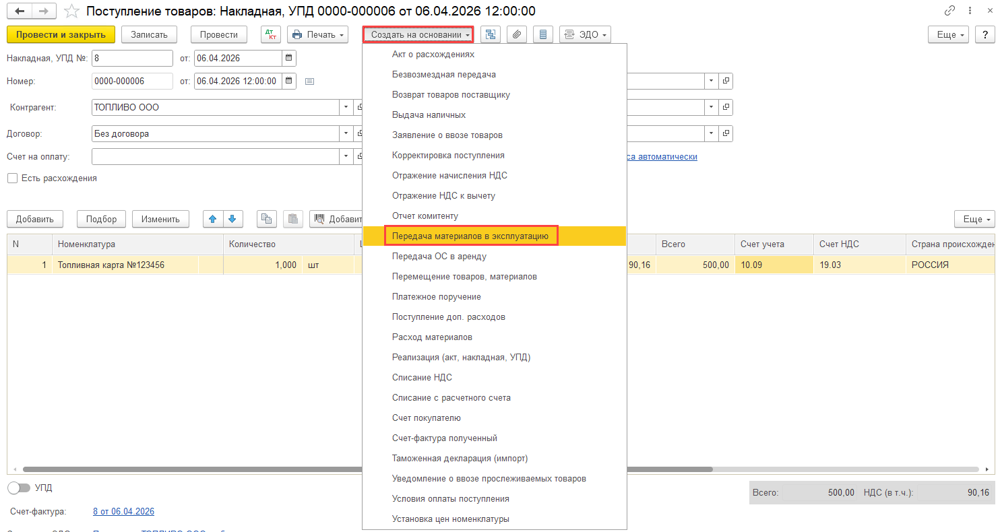 Поступление товаров: Накладная, УПД 0000-000006 от 06.04.2026 12:00:00
Провести и закрыть Записать Провести Дт Кт Печать Создать на основании ЭДО Еще ?
Накладная, УПД №: 8 от: 06.04.2026
Номер: 0000-000006 от: 06.04.2026 12:00:00
Контрагент: ТОПЛИВО ООО
Договор: Без договора
Счет на оплату: са автоматически
Есть расхождения
Добавить Подбор Изменить Добавит Еще
N Номенклатура Количество Всего Счет учета Счет НДС Страна происхожден
1 Топливная карта №123456 1,000 шт 90,16 500,00 10.09 19.03 РОССИЯ
Акт о расхождениях
Безвозмездная передача
Возврат товаров поставщику
Выдача наличных
Заявление о ввозе товаров
Корректировка поступления
Отражение начисления НДС
Отражение НДС к вычету
Отчет комитенту
Передача материалов в эксплуатацию
Передача ОС в аренду
Перемещение товаров, материалов
Платежное поручение
Поступление доп. расходов
Расход материалов
Реализация (акт, накладная, УПД)
Списание НДС
Списание с расчетного счета
Счет покупателю
Счет-фактура полученный
Таможенная декларация (импорт)
Уведомление о ввозе прослеживаемых товаров
Условия оплаты поступления
Установка цен номенклатуры
УПД
Всего: 500,00 НДС (в т.ч.): 90,16
Счет-фактура: 8 от 06.04.2026